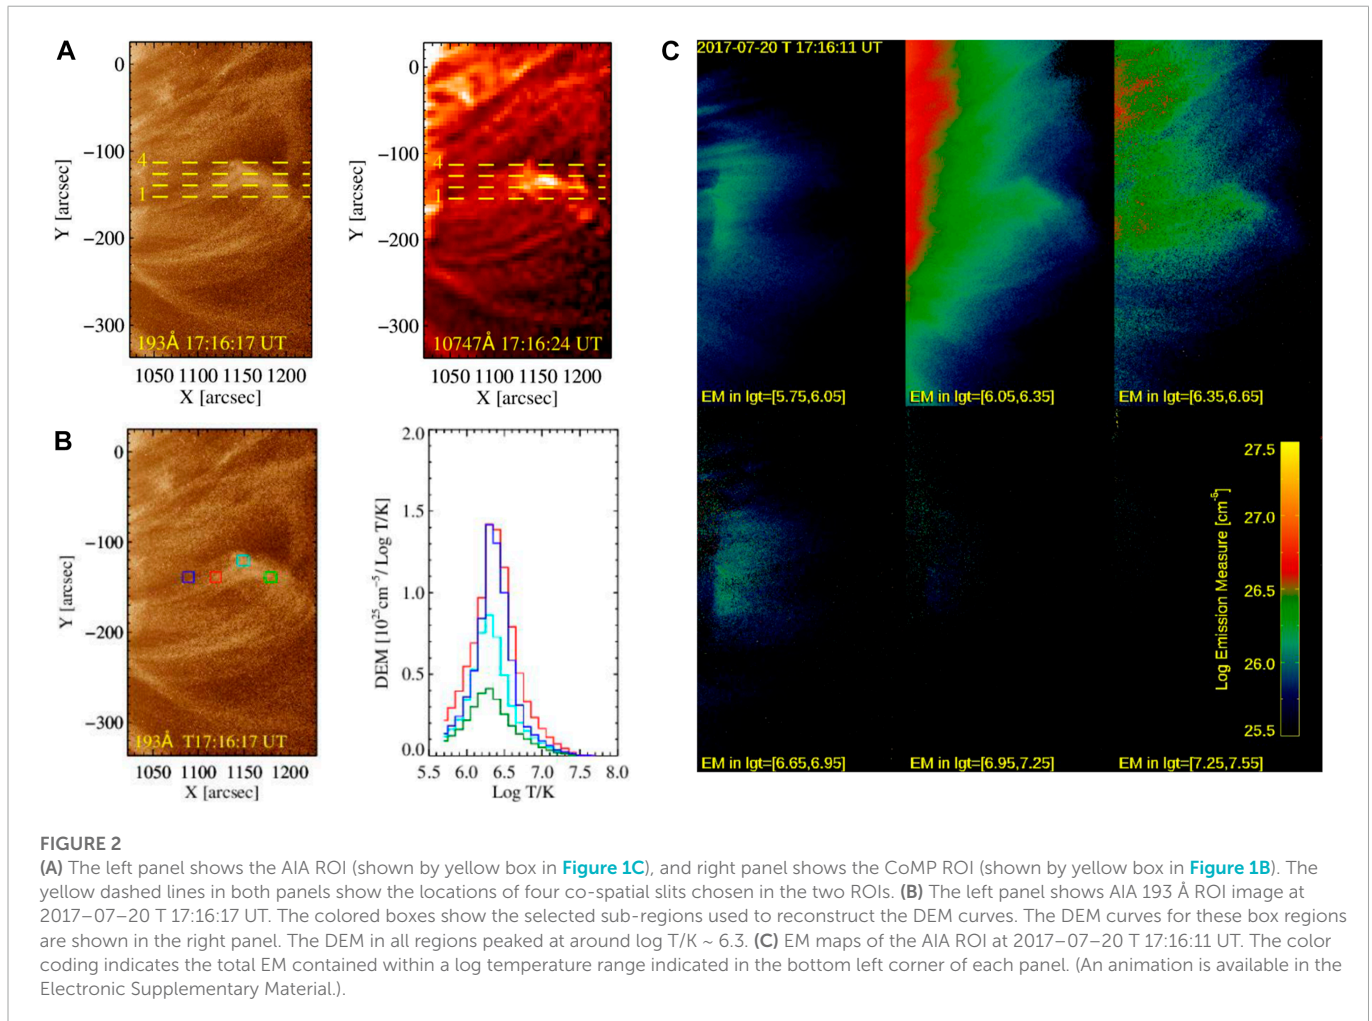 A
0
−100
−200
−300
Y [arcsec]
4
1
193Å 17:16:17 UT
1050 1100 1150 1200
X [arcsec]
0
−100
−200
−300
Y [arcsec]
4
1
10747Å 17:16:24 UT
1050 1100 1150 1200
X [arcsec]
B
0
−100
−200
−300
Y [arcsec]
193Å T17:16:17 UT
1050 1100 1150 1200
X [arcsec]
2.0
1.5
1.0
0.5
0.0
DEM [10²⁵cm⁻⁵/ Log T/K]
5.5 6.0 6.5 7.0 7.5 8.0
Log T/K
C
2017-07-20 T 17:16:11 UT
EM in lgt=[5.75,6.05]
EM in lgt=[6.05,6.35]
EM in lgt=[6.35,6.65]
27.5
27.0
26.5
26.0
25.5
Log Emission Measure [cm⁻⁵]
EM in lgt=[6.65,6.95]
EM in lgt=[6.95,7.25]
EM in lgt=[7.25,7.55]
FIGURE 2
(A) The left panel shows the AIA ROI (shown by yellow box in Figure 1C), and right panel shows the CoMP ROI (shown by yellow box in Figure 1B). The
yellow dashed lines in both panels show the locations of four co-spatial slits chosen in the two ROIs. (B) The left panel shows AIA 193 Å ROI image at
2017–07–20 T 17:16:17 UT. The colored boxes show the selected sub-regions used to reconstruct the DEM curves. The DEM curves for these box regions
are shown in the right panel. The DEM in all regions peaked at around log T/K ~ 6.3. (C) EM maps of the AIA ROI at 2017–07–20 T 17:16:11 UT. The color
coding indicates the total EM contained within a log temperature range indicated in the bottom left corner of each panel. (An animation is available in the
Electronic Supplementary Material.).